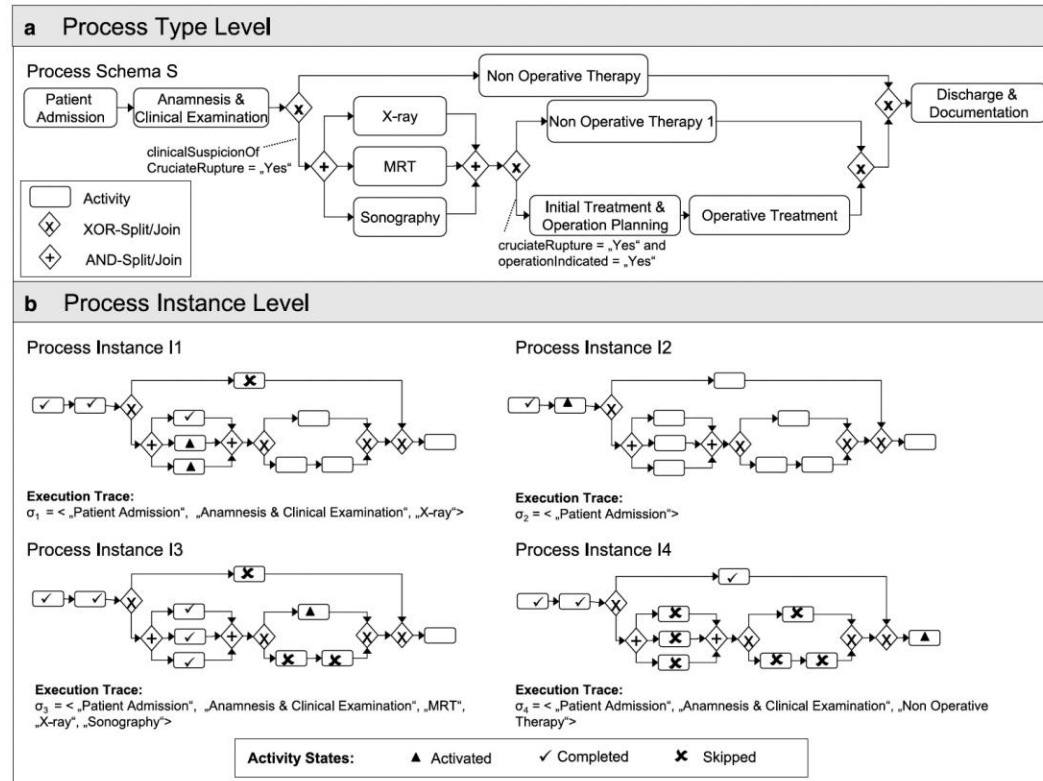 a Process Type Level
Process Schema S
Patient
Admission
Anamnesis &
Clinical Examination
x
Non Operative Therapy
x
Discharge &
Documentation
clinicalSuspicionOf
CruciateRupture = „Yes“
+
X-ray
MRT
Sonography
+
x
Non Operative Therapy 1
Initial Treatment &
Operation Planning
Operative Treatment
x
cruciateRupture = „Yes“ and
operationIndicated = „Yes“
Activity
x XOR-Split/Join
+ AND-Split/Join
b Process Instance Level
Process Instance I1
X
+
+
X
X
X
Execution Trace:
σ1 = < „Patient Admission“, „Anamnesis & Clinical Examination“, „X-ray“>
Process Instance I2
X
+
+
X
X
X
Execution Trace:
σ2 = < „Patient Admission“>
Process Instance I3
X
+
+
X
X
X
Execution Trace:
σ3 = < „Patient Admission“, „Anamnesis & Clinical Examination“, „MRT“,
„X-ray“, „Sonography“>
Process Instance I4
X
+
+
X
X
X
Execution Trace:
σ4 = < „Patient Admission“, „Anamnesis & Clinical Examination“, „Non Operative
Therapy“>
Activity States: ▲ Activated ✓ Completed ✘ Skipped